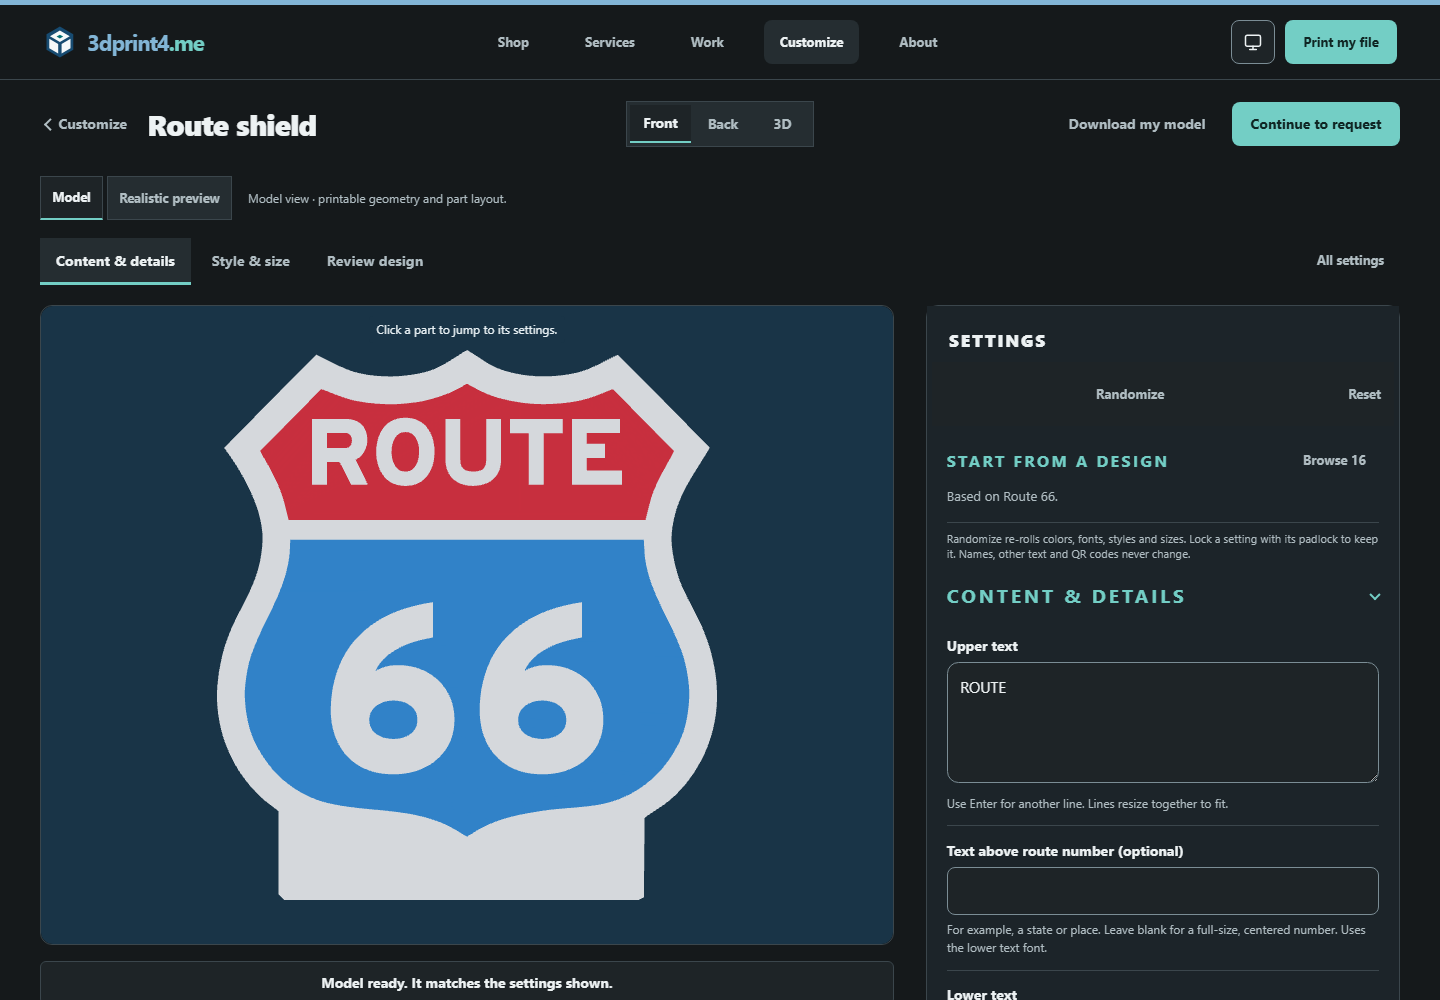 3dprint4.me
Shop
Services
Work
Customize
About
Print my file
Customize
Route shield
Front
Back
3D
Download my model
Continue to request
Model
Realistic preview
Model view · printable geometry and part layout.
Content & details
Style & size
Review design
All settings
Click a part to jump to its settings.
ROUTE
66
Model ready. It matches the settings shown.
SETTINGS
Randomize
Reset
START FROM A DESIGN
Browse 16
Based on Route 66.
Randomize re-rolls colors, fonts, styles and sizes. Lock a setting with its padlock to keep
it. Names, other text and QR codes never change.
CONTENT & DETAILS
Upper text
ROUTE
Use Enter for another line. Lines resize together to fit.
Text above route number (optional)
For example, a state or place. Leave blank for a full-size, centered number. Uses
the lower text font.
Lower text